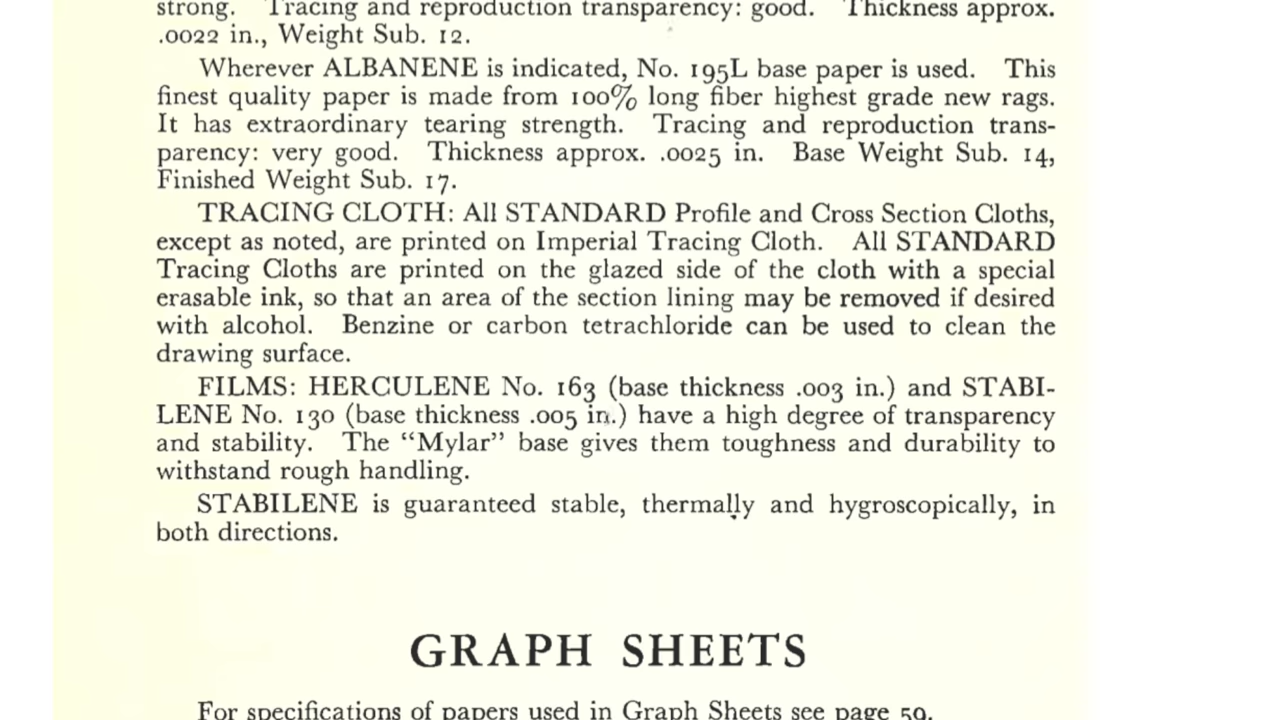 strong. Tracing and reproduction transparency: good. Thickness approx.
.0022 in., Weight Sub. 12.
Wherever ALBANENE is indicated, No. 195L base paper is used. This
finest quality paper is made from 100% long fiber highest grade new rags.
It has extraordinary tearing strength. Tracing and reproduction trans-
parency: very good. Thickness approx. .0025 in. Base Weight Sub. 14,
Finished Weight Sub. 17.
TRACING CLOTH: All STANDARD Profile and Cross Section Cloths,
except as noted, are printed on Imperial Tracing Cloth. All STANDARD
Tracing Cloths are printed on the glazed side of the cloth with a special
erasable ink, so that an area of the section lining may be removed if desired
with alcohol. Benzine or carbon tetrachloride can be used to clean the
drawing surface.
FILMS: HERCULENE No. 163 (base thickness .003 in.) and STABI-
LENE No. 130 (base thickness .005 in.) have a high degree of transparency
and stability. The “Mylar” base gives them toughness and durability to
withstand rough handling.
STABILENE is guaranteed stable, thermally and hygroscopically, in
both directions.
GRAPH SHEETS
For specifications of papers used in Graph Sheets see page 59.